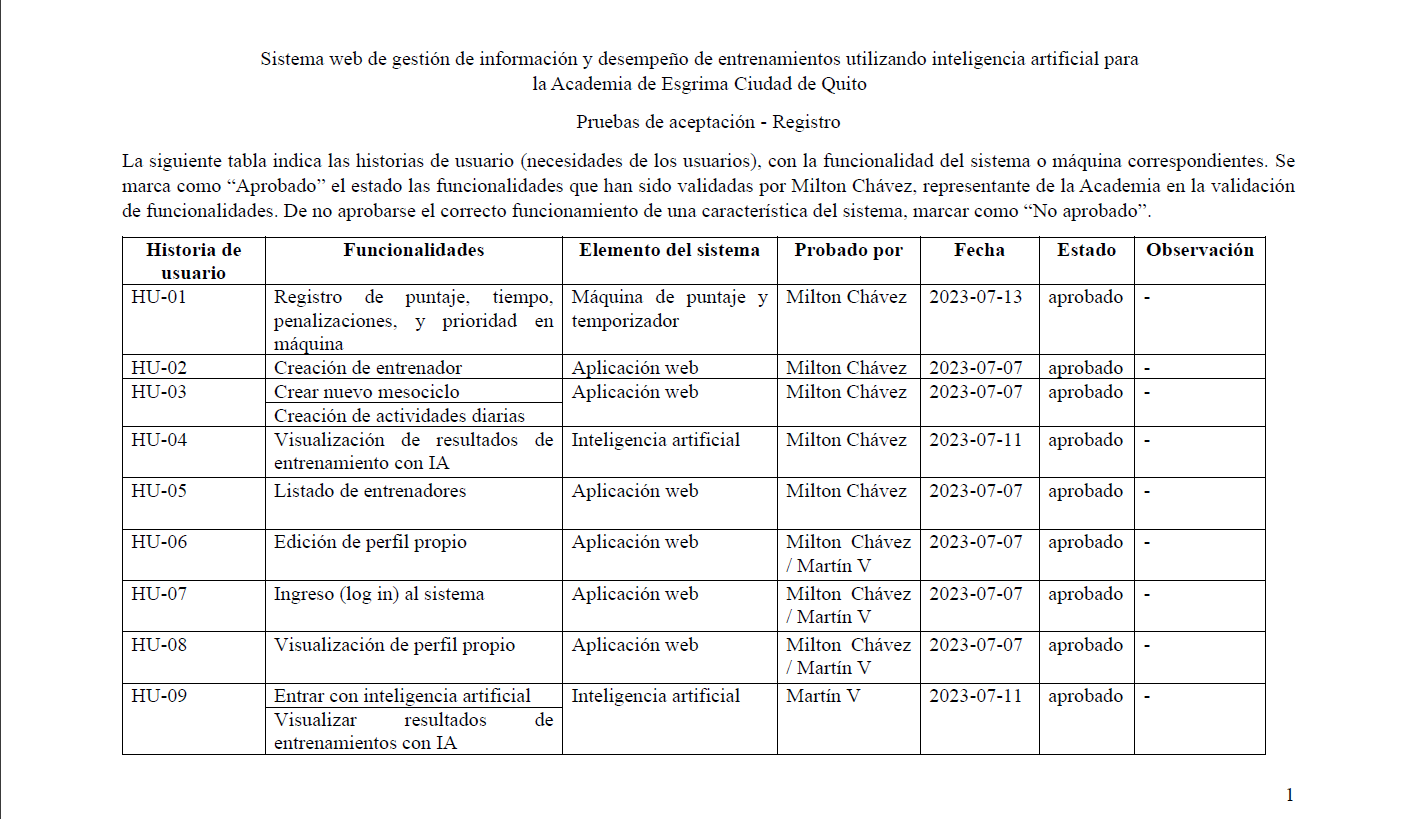 Sistema web de gestión de información y desempeño de entrenamientos utilizando inteligencia artificial para
la Academia de Esgrima Ciudad de Quito
Pruebas de aceptación - Registro
La siguiente tabla indica las historias de usuario (necesidades de los usuarios), con la funcionalidad del sistema o máquina correspondientes. Se
marca como “Aprobado” el estado las funcionalidades que han sido validadas por Milton Chávez, representante de la Academia en la validación
de funcionalidades. De no aprobarse el correcto funcionamiento de una característica del sistema, marcar como “No aprobado”.
Historia de usuario Funcionalidades Elemento del sistema Probado por Fecha Estado Observación
HU-01 Registro de puntaje, tiempo, penalizaciones, y prioridad en máquina Máquina de puntaje y temporizador Milton Chávez 2023-07-13 aprobado -
HU-02 Creación de entrenador Aplicación web Milton Chávez 2023-07-07 aprobado -
HU-03 Crear nuevo mesociclo Aplicación web Milton Chávez 2023-07-07 aprobado -
Creación de actividades diarias
HU-04 Visualización de resultados de entrenamiento con IA Inteligencia artificial Milton Chávez 2023-07-11 aprobado -
HU-05 Listado de entrenadores Aplicación web Milton Chávez 2023-07-07 aprobado -
HU-06 Edición de perfil propio Aplicación web Milton Chávez / Martín V 2023-07-07 aprobado -
HU-07 Ingreso (log in) al sistema Aplicación web Milton Chávez / Martín V 2023-07-07 aprobado -
HU-08 Visualización de perfil propio Aplicación web Milton Chávez / Martín V 2023-07-07 aprobado -
HU-09 Entrar con inteligencia artificial Inteligencia artificial Martín V 2023-07-11 aprobado -
Visualizar resultados de entrenamientos con IA
1